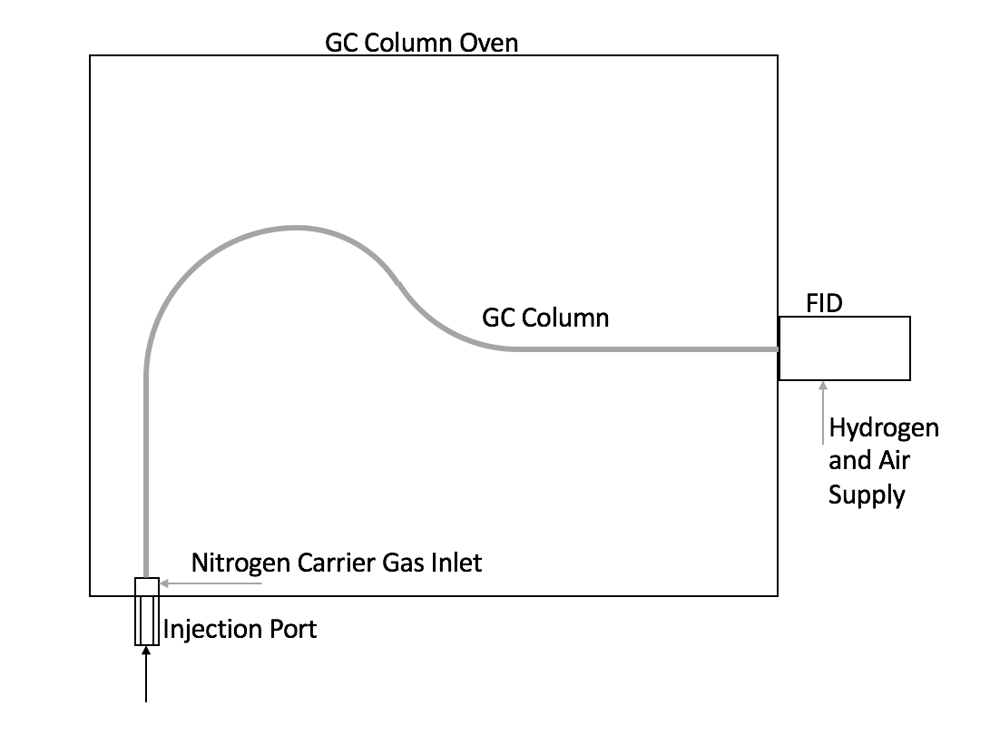 GC Column Oven
FID
GC Column
Hydrogen
and Air
Supply
Nitrogen Carrier Gas Inlet
Injection Port